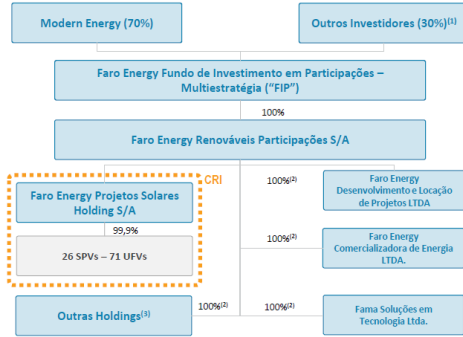 Modern Energy (70%)
Outros Investidores (30%)⁽¹⁾
Faro Energy Fundo de Investimento em Participações –
Multiestratégia (“FIP”)
100%
Faro Energy Renováveis Participações S/A
CRI
Faro Energy Projetos Solares
Holding S/A
99,9%
26 SPVs – 71 UFVs
100%⁽²⁾
Faro Energy
Desenvolvimento e Locação
de Projetos LTDA
100%⁽²⁾
Faro Energy
Comercializadora de Energia
LTDA.
Outras Holdings⁽³⁾
100%⁽²⁾
100%⁽²⁾
Fama Soluções em
Tecnologia Ltda.